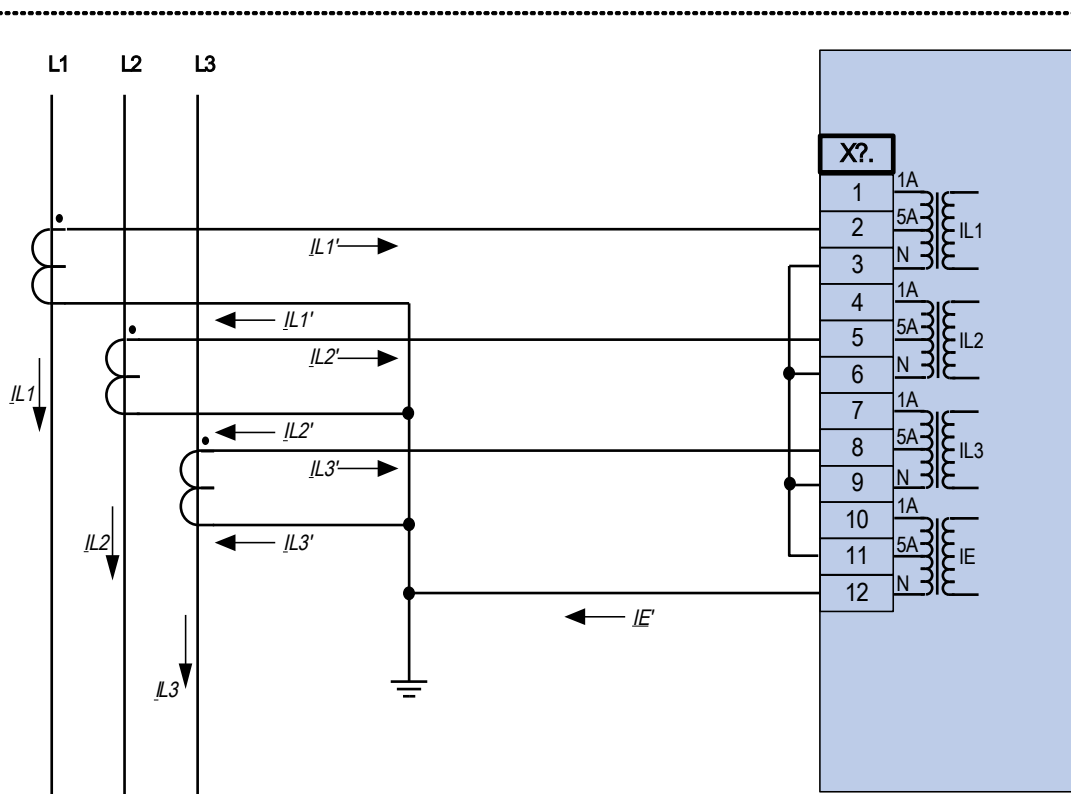 L1 L2 L3
X?.
1 1A
2 5A IL1
IL1'
3 N
4 1A
IL1'
5 5A IL2
IL2'
6 N
IL1
7 1A
IL2'
8 5A IL3
IL3'
9 N
10 1A
IL2
IL3'
11 5A IE
12 N
IE'
IL3